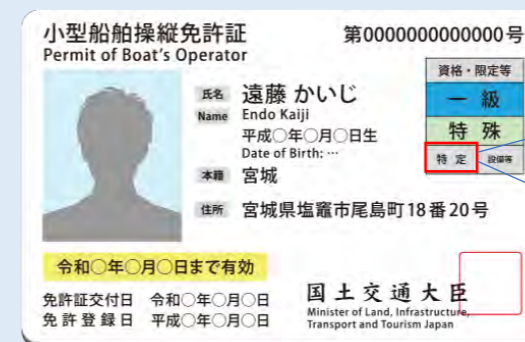 小型船舶操縦免許証
Permit of Boat's Operator
第0000000000000号
資格・限定等
一級
特殊
特定 設備等
氏名 遠藤 かいじ
Name Endo Kaiji
平成○年○月○日生
Date of Birth: …
本籍 宮城
住所 宮城県塩竈市尾島町18番20号
令和○年○月○日まで有効
免許証交付日 令和○年○月○日
免許登録日 平成○年○月○日
国土交通大臣
Minister of Land, Infrastructure,
Transport and Tourism Japan